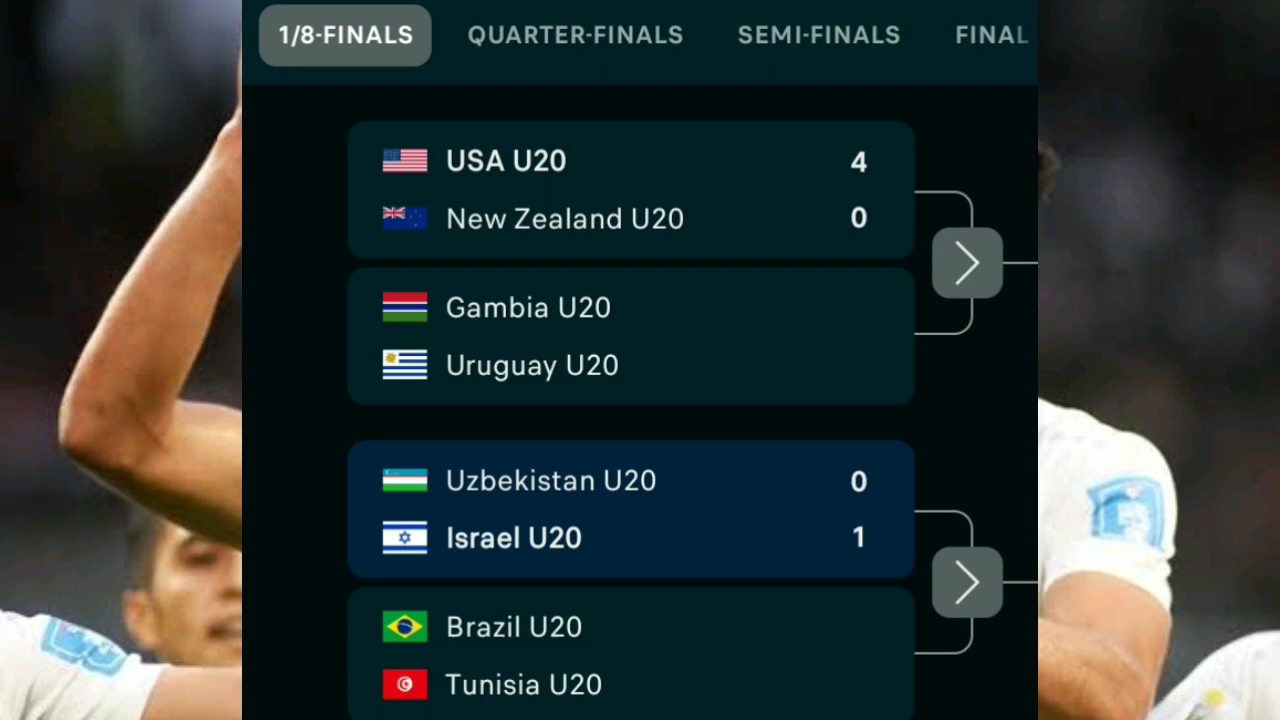 1/8-FINALS QUARTER-FINALS SEMI-FINALS FINAL
USA U20 4
New Zealand U20 0
Gambia U20
Uruguay U20
Uzbekistan U20 0
Israel U20 1
Brazil U20
Tunisia U20